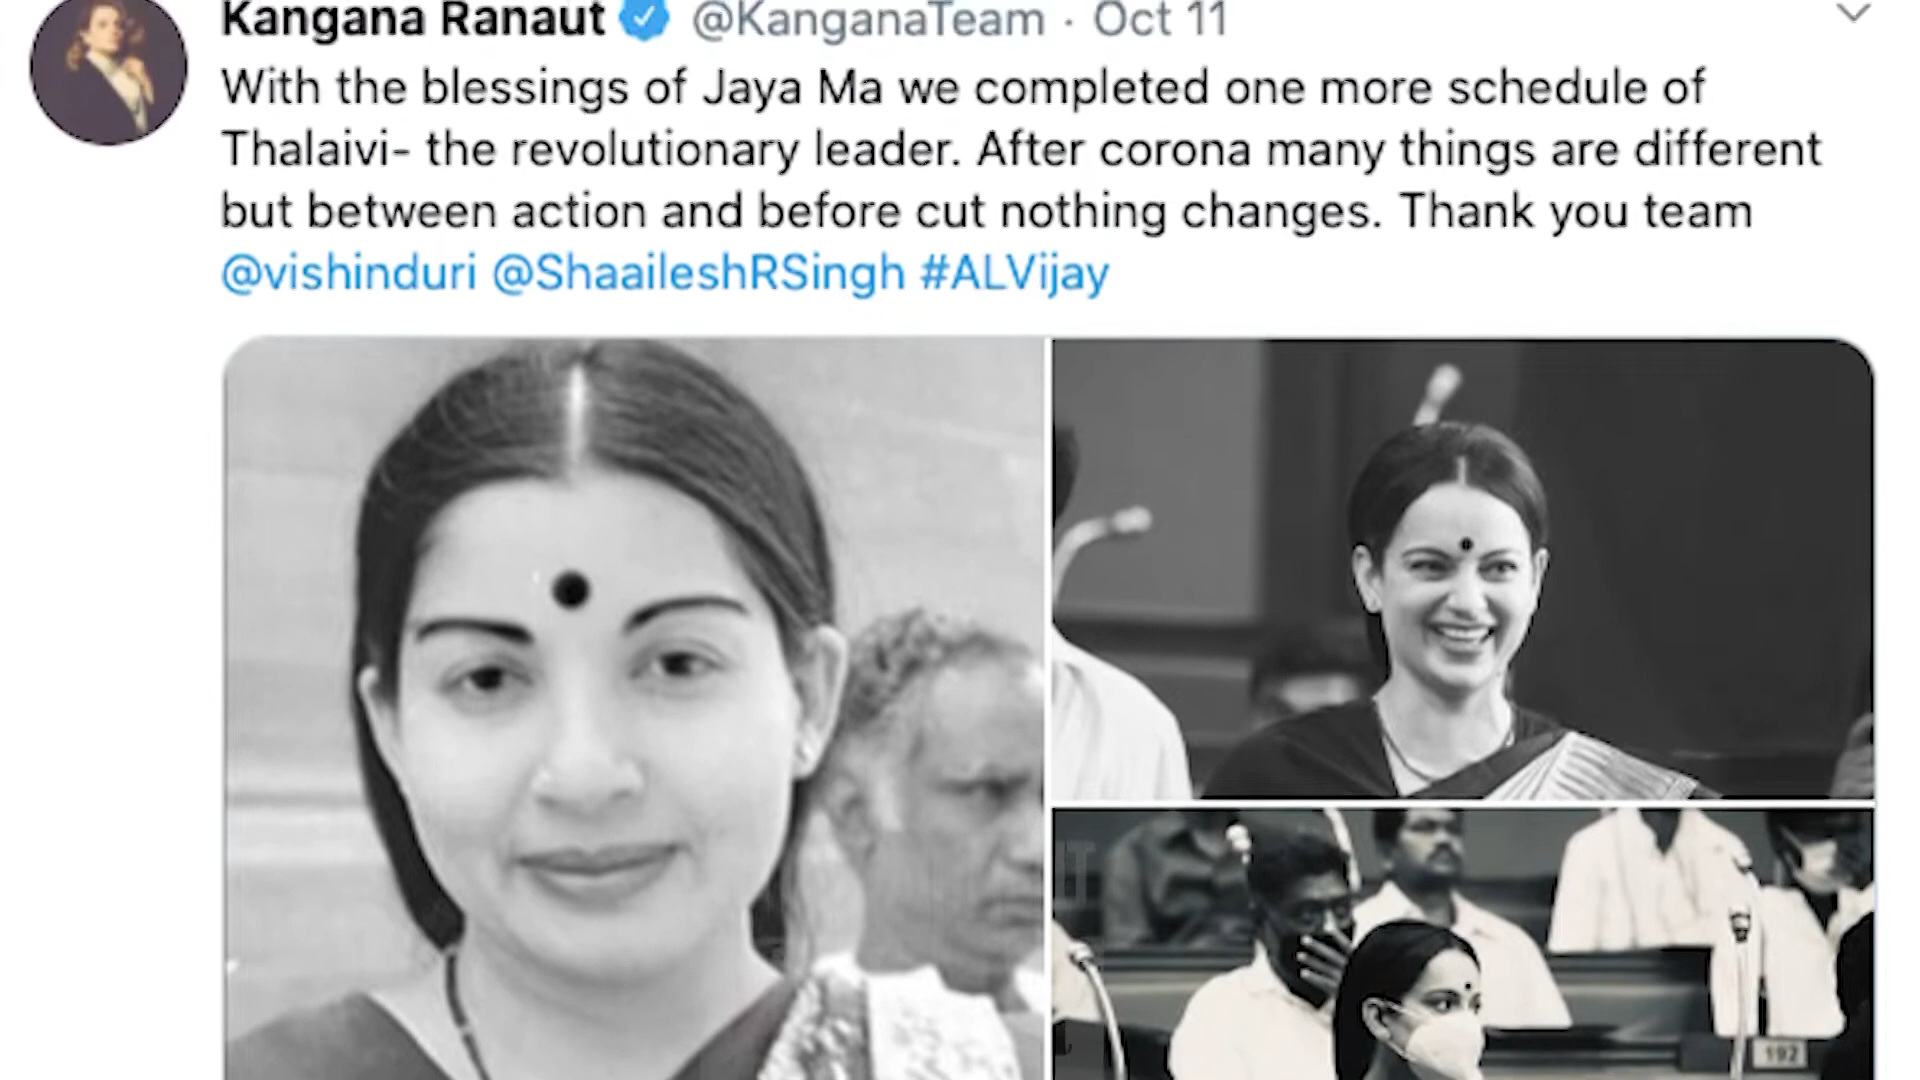 Kangana Ranaut @KanganaTeam · Oct 11
With the blessings of Jaya Ma we completed one more schedule of
Thalaivi- the revolutionary leader. After corona many things are different
but between action and before cut nothing changes. Thank you team
@vishinduri @ShaaileshRSingh #ALVijay
192